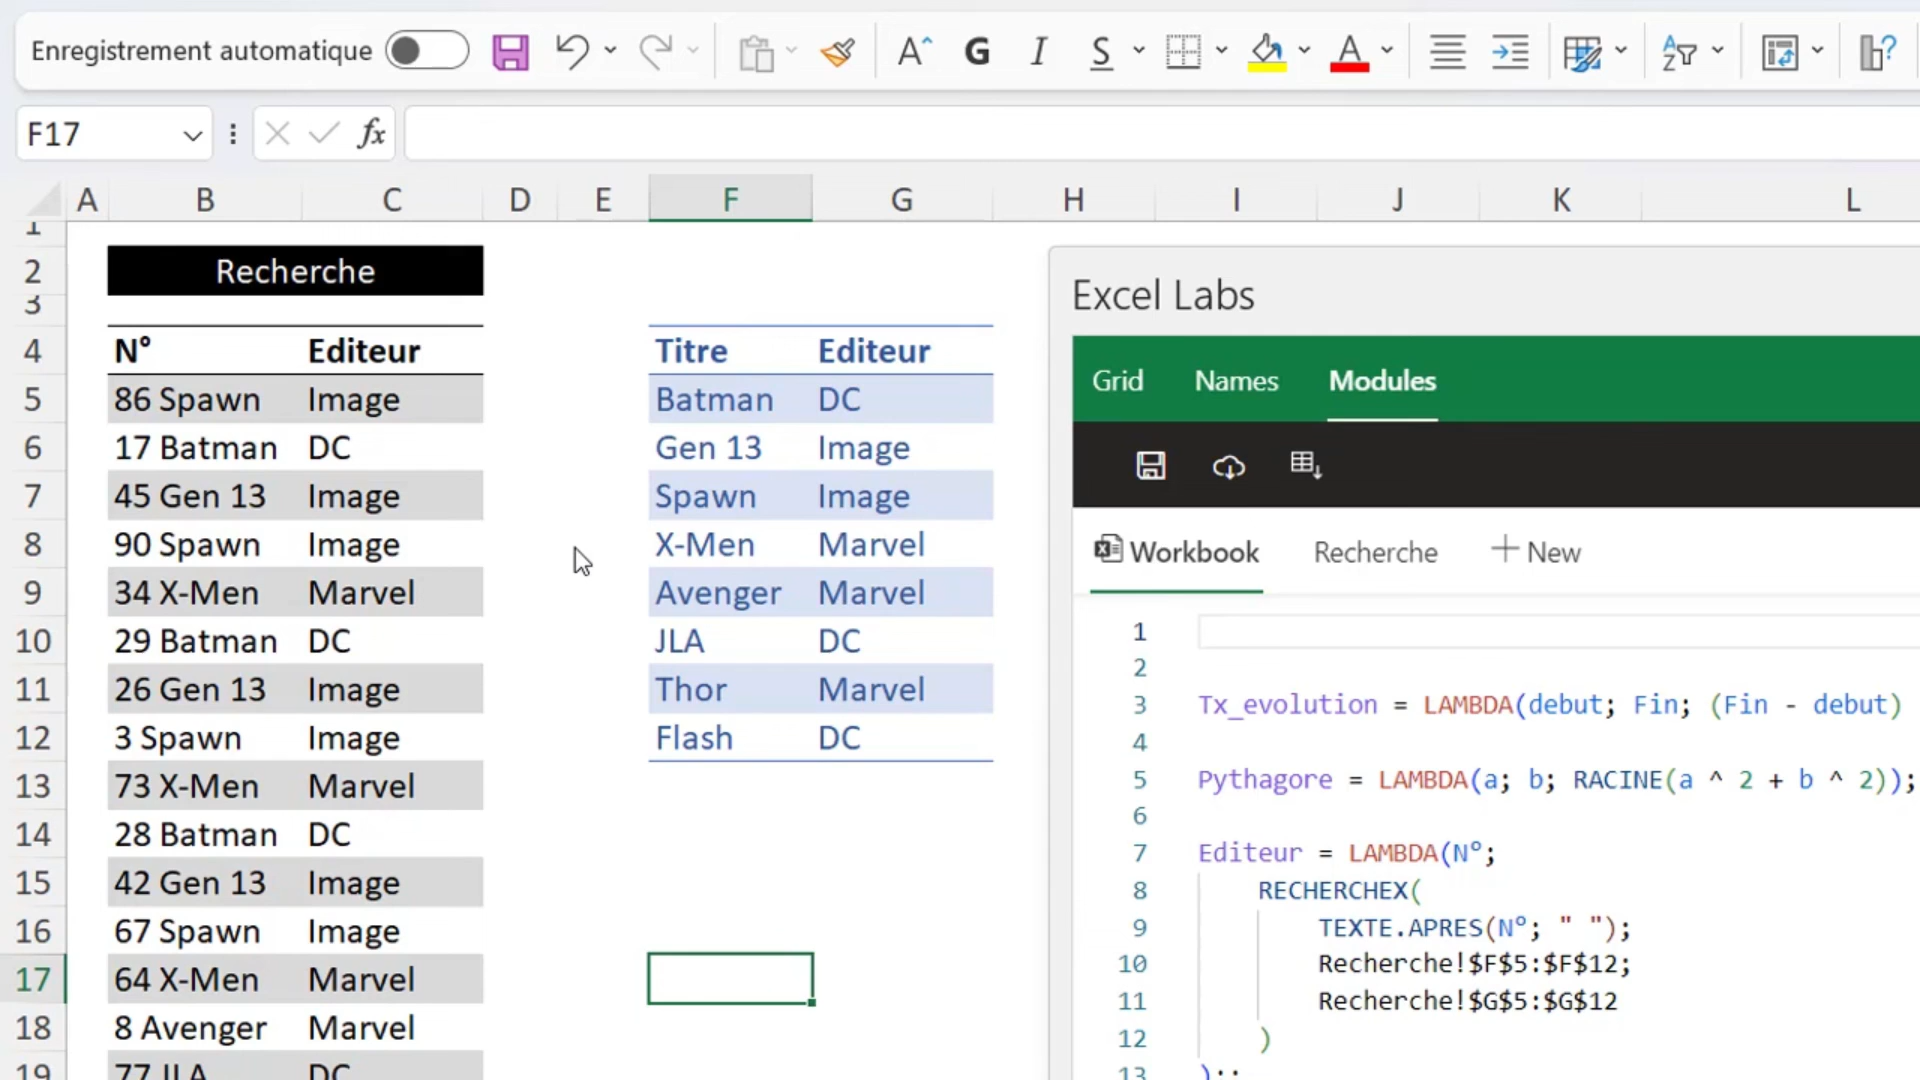 Enregistrement automatique
A^ G I S A
F17 fx
A B C D E F G H I J K L
1
2 Recherche
3
4 N° Editeur Titre Editeur
5 86 Spawn Image Batman DC
6 17 Batman DC Gen 13 Image
7 45 Gen 13 Image Spawn Image
8 90 Spawn Image X-Men Marvel
9 34 X-Men Marvel Avenger Marvel
10 29 Batman DC JLA DC
11 26 Gen 13 Image Thor Marvel
12 3 Spawn Image Flash DC
13 73 X-Men Marvel
14 28 Batman DC
15 42 Gen 13 Image
16 67 Spawn Image
17 64 X-Men Marvel
18 8 Avenger Marvel
19 77 JLA DC
Excel Labs
Grid Names Modules
Workbook Recherche + New
1
2
3 Tx_evolution = LAMBDA(debut; Fin; (Fin - debut)
4
5 Pythagore = LAMBDA(a; b; RACINE(a ^ 2 + b ^ 2));
6
7 Editeur = LAMBDA(N°;
8 RECHERCHEX(
9 TEXTE.APRES(N°; " ");
10 Recherche!$F$5:$F$12;
11 Recherche!$G$5:$G$12
12 )
13 );;